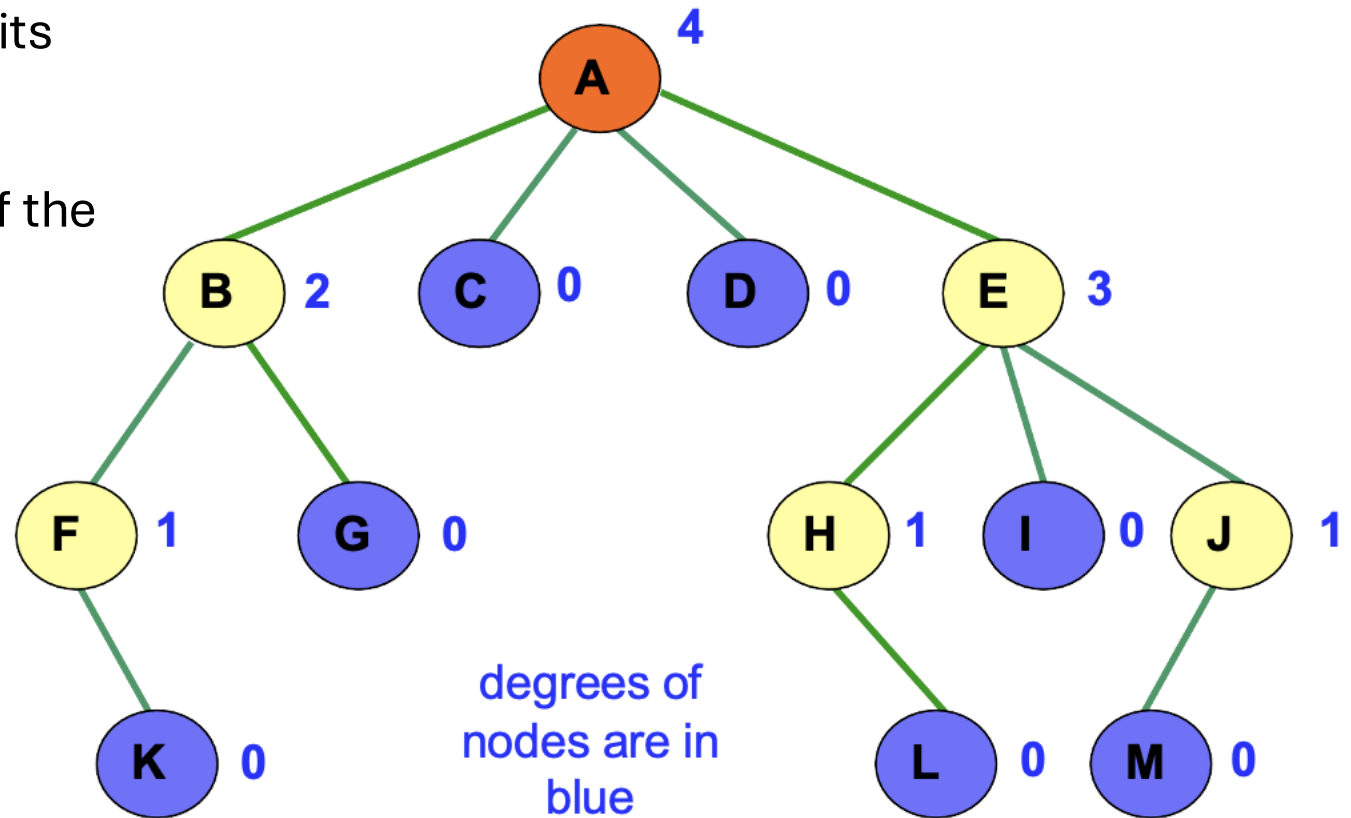 its
4
A
f the
B 2 C 0 D 0 E 3
F 1 G 0 H 1 I 0 J 1
degrees of
nodes are in
blue
K 0 L 0 M 0